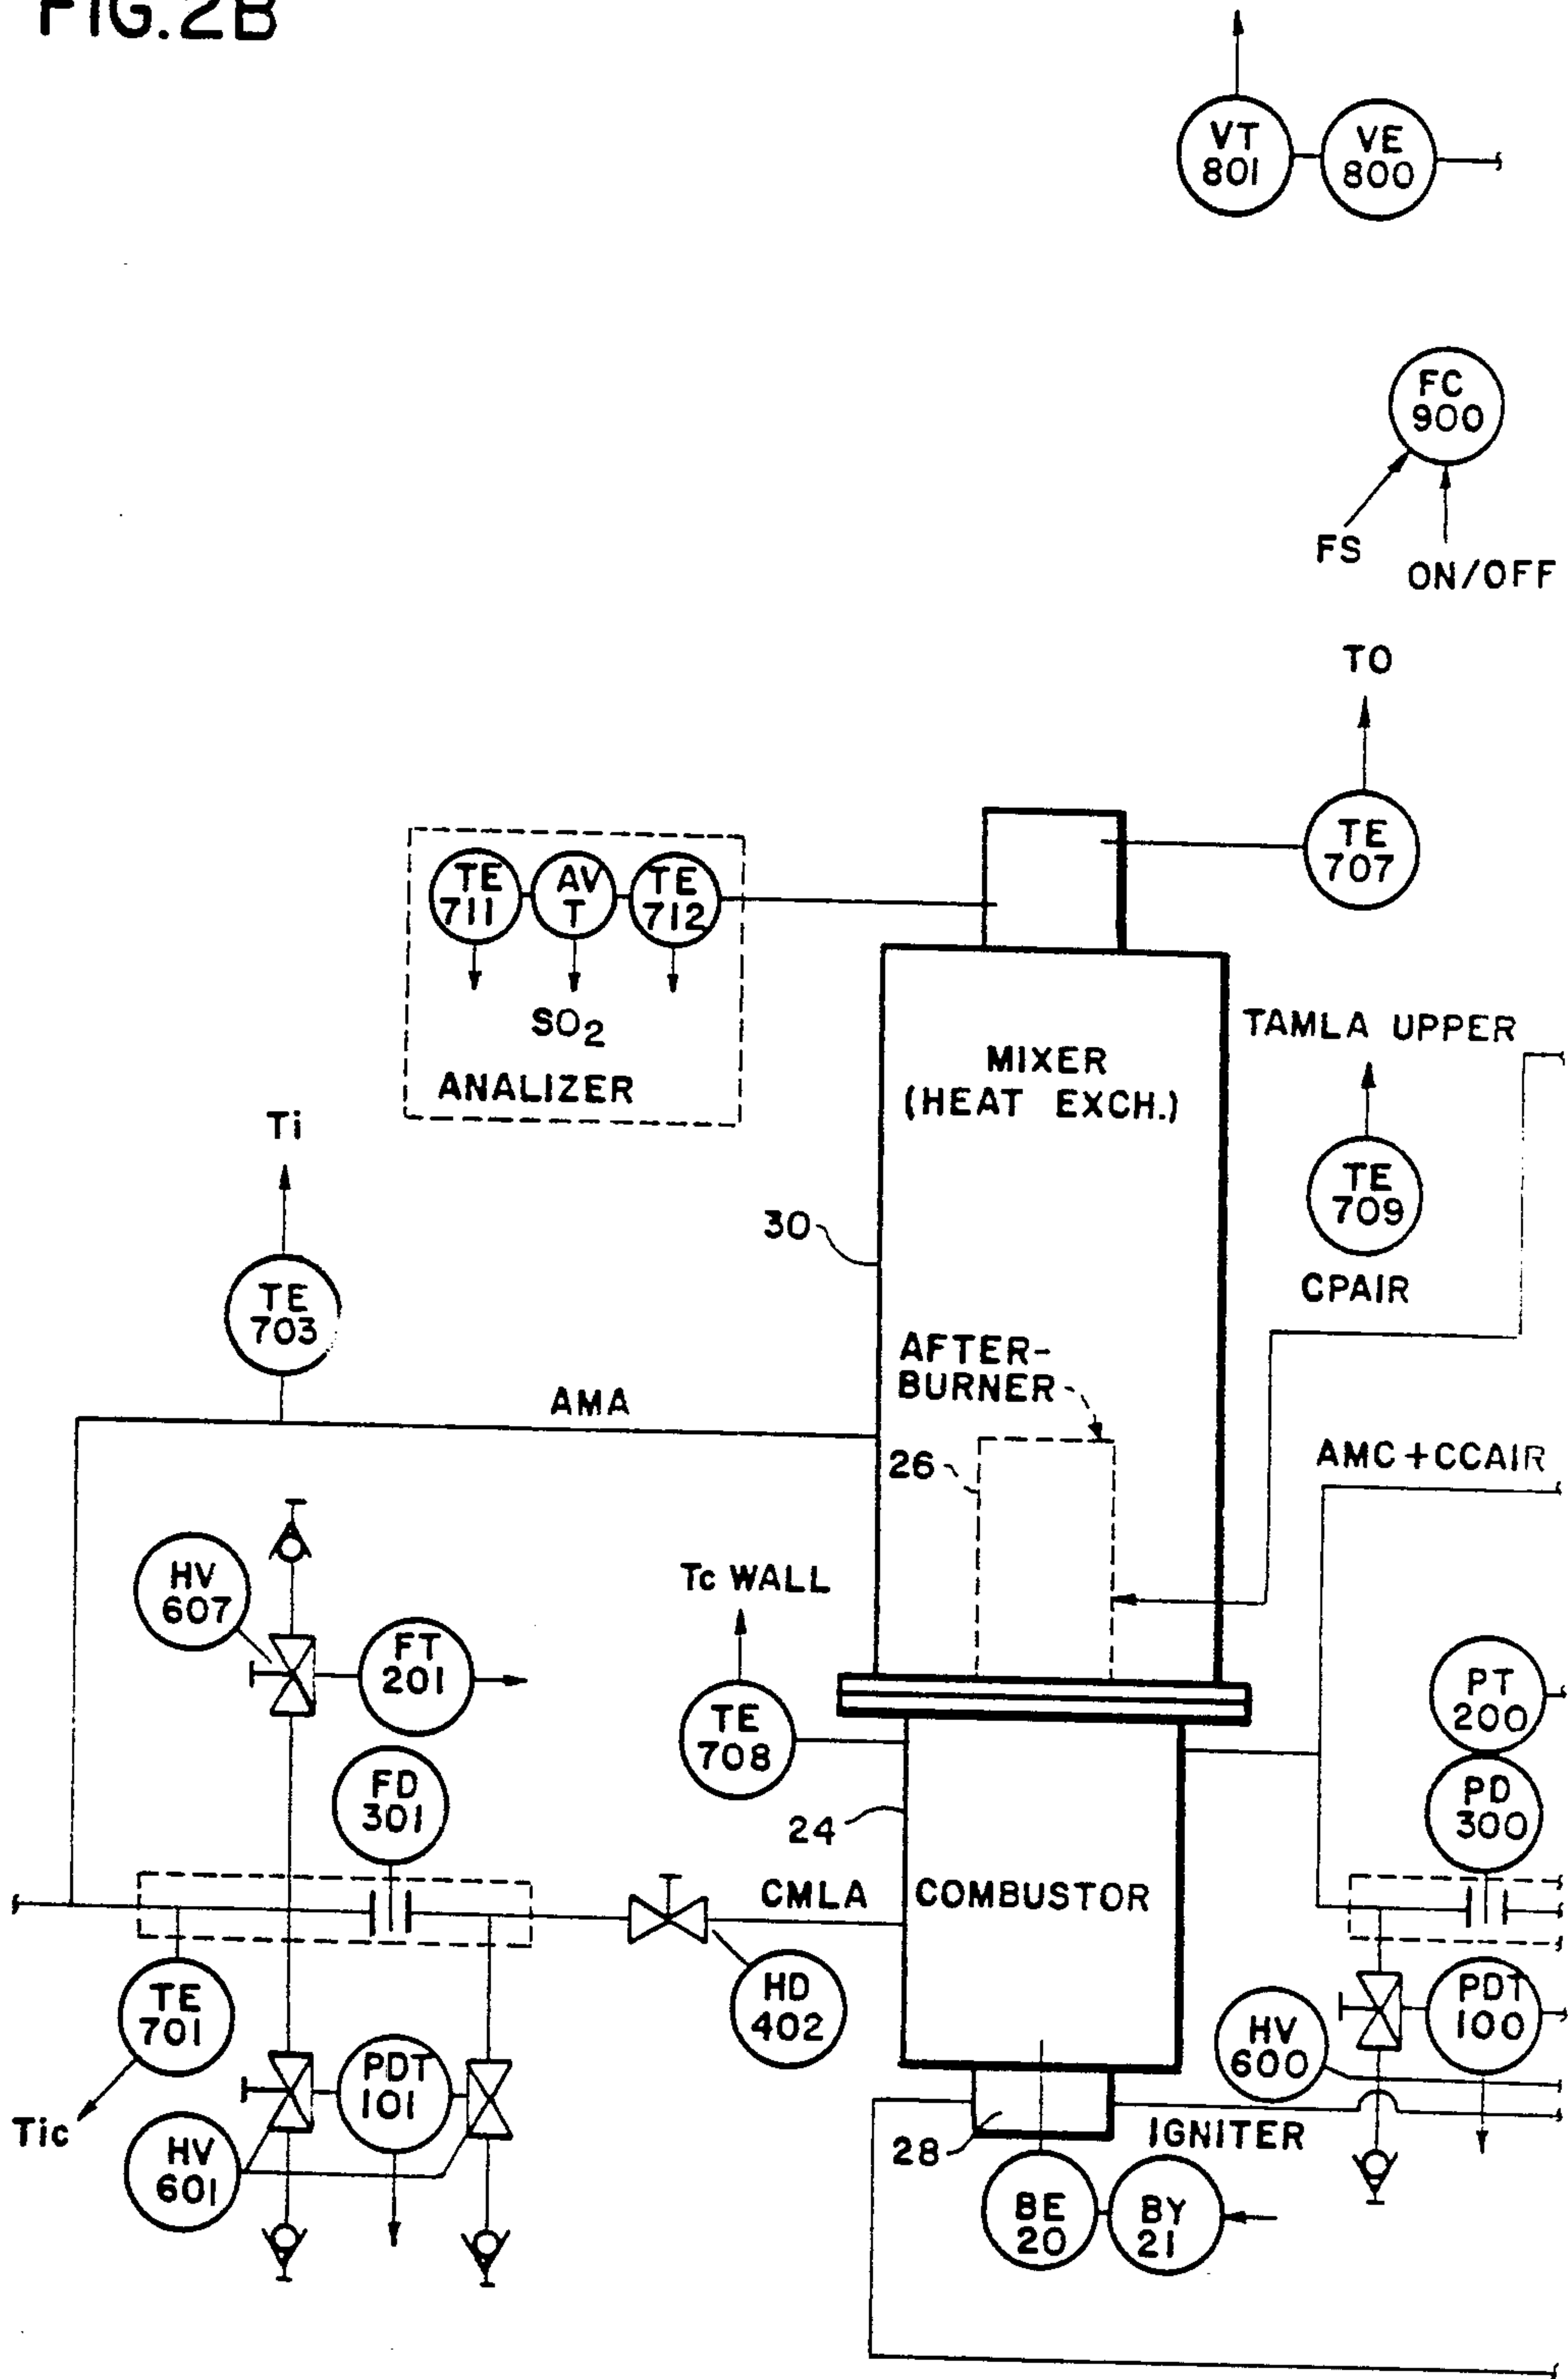 FIG.2B
VT
801
VE
800
FC
900
FS
ON/OFF
TO
TE
707
TE
711
AV
T
TE
712
SO2
ANALIZER
MIXER
(HEAT EXCH.)
TAMLA UPPER
TE
709
CPAIR
Ti
TE
703
30
AFTER-
BURNER
AMA
26
AMC+CCAIR
HV
607
FT
201
Tc WALL
TE
708
PT
200
FD
301
24
PD
300
CMLA
COMBUSTOR
HD
402
TE
701
Tic
PDT
101
HV
601
HV
600
PDT
100
28
IGNITER
BE
20
BY
21